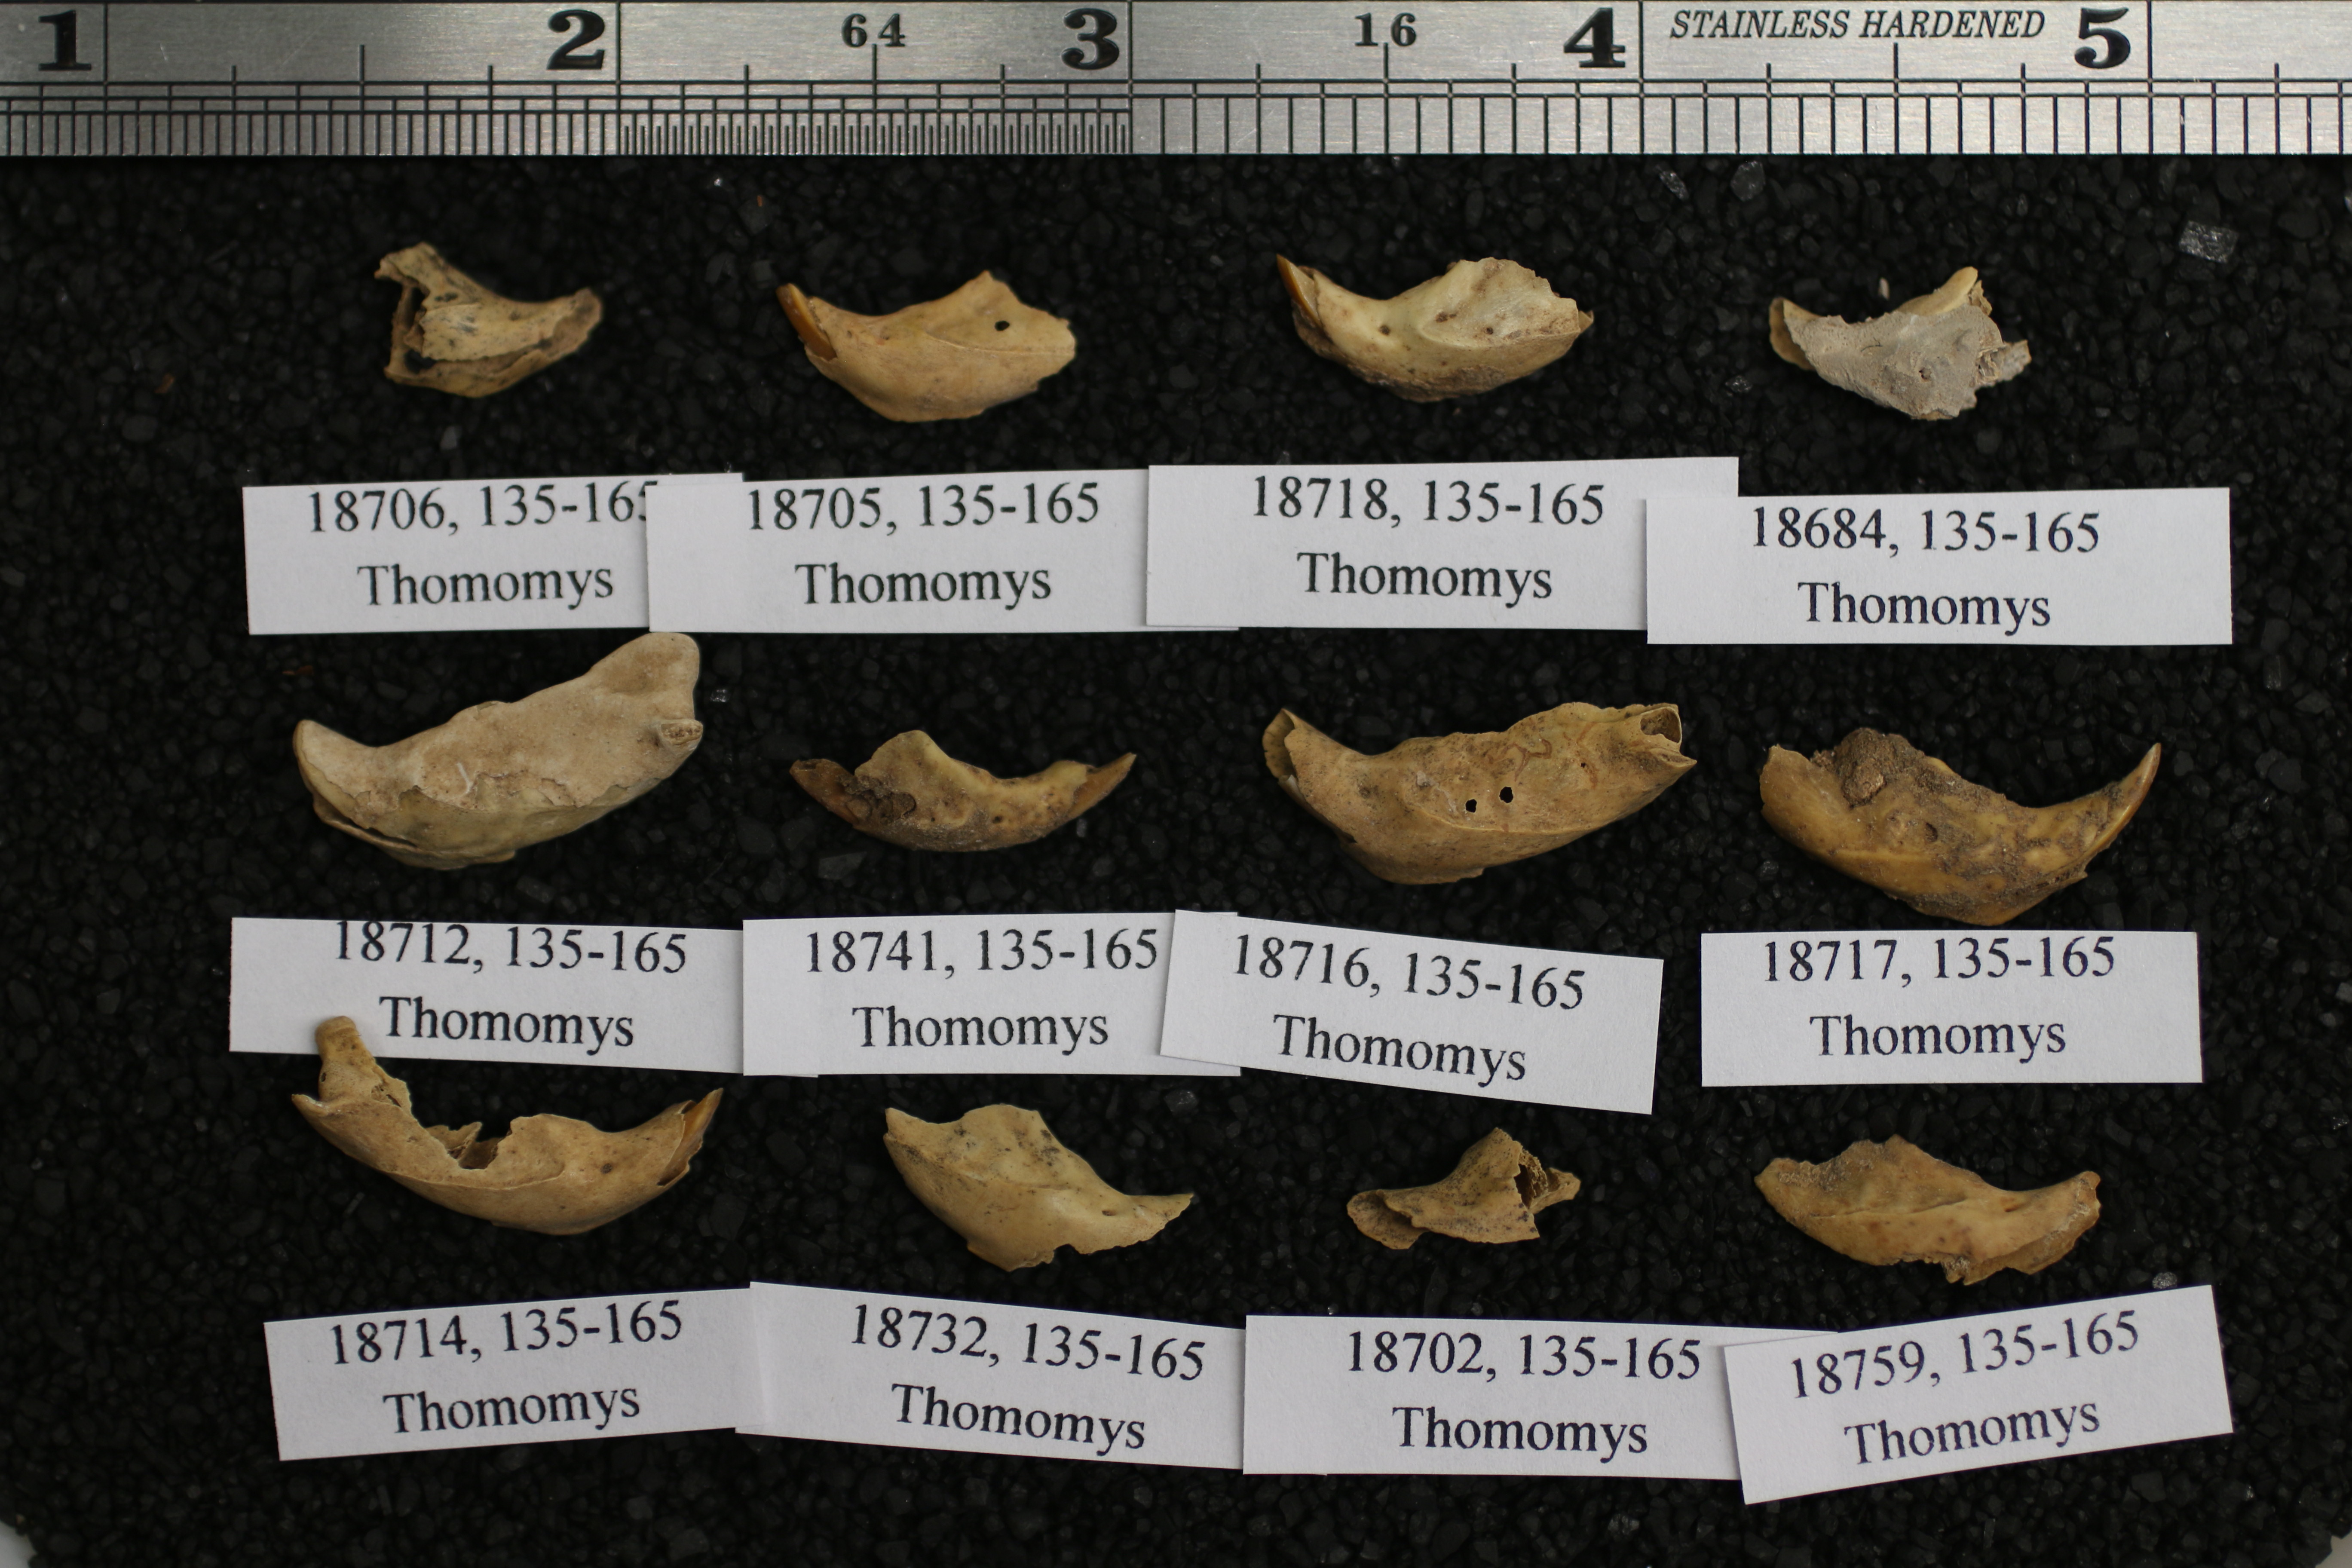 1 2 64 3 16 4 STAINLESS HARDENED 5
18706, 135-165
Thomomys
18705, 135-165
Thomomys
18718, 135-165
Thomomys
18684, 135-165
Thomomys
18712, 135-165
Thomomys
18741, 135-165
Thomomys
18716, 135-165
Thomomys
18717, 135-165
Thomomys
18714, 135-165
Thomomys
18732, 135-165
Thomomys
18702, 135-165
Thomomys
18759, 135-165
Thomomys